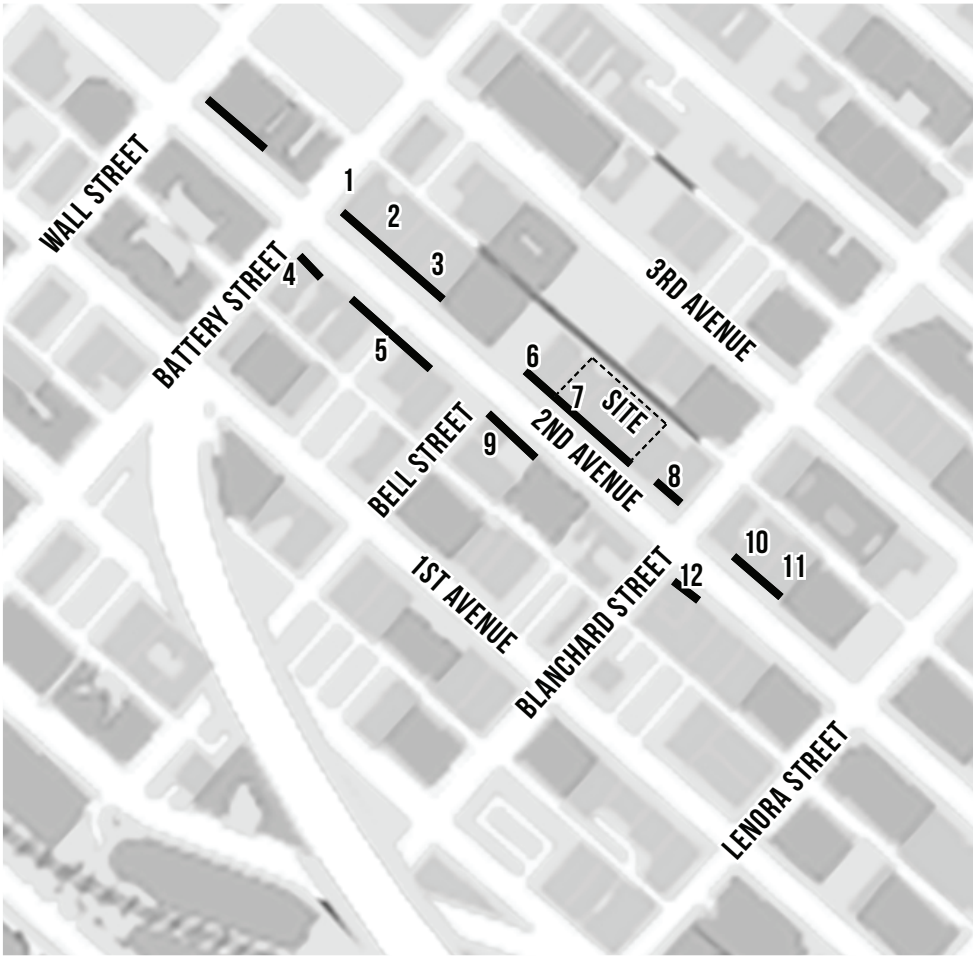 WALL STREET
1
2
3
BATTERY STREET
4
5
3RD AVENUE
6
7
SITE
2ND AVENUE
8
BELL STREET
9
10
11
1ST AVENUE
BLANCHARD STREET
12
LENORA STREET